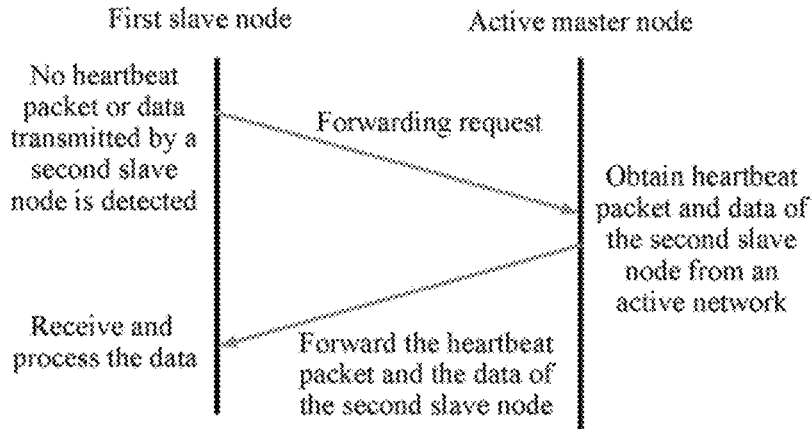 First slave node
Active master node
No heartbeat
packet or data
transmitted by a
second slave
node is detected
Forwarding request
Obtain heartbeat
packet and data of
the second slave
node from an
active network
Receive and
process the data
Forward the heartbeat
packet and the data of
the second slave node